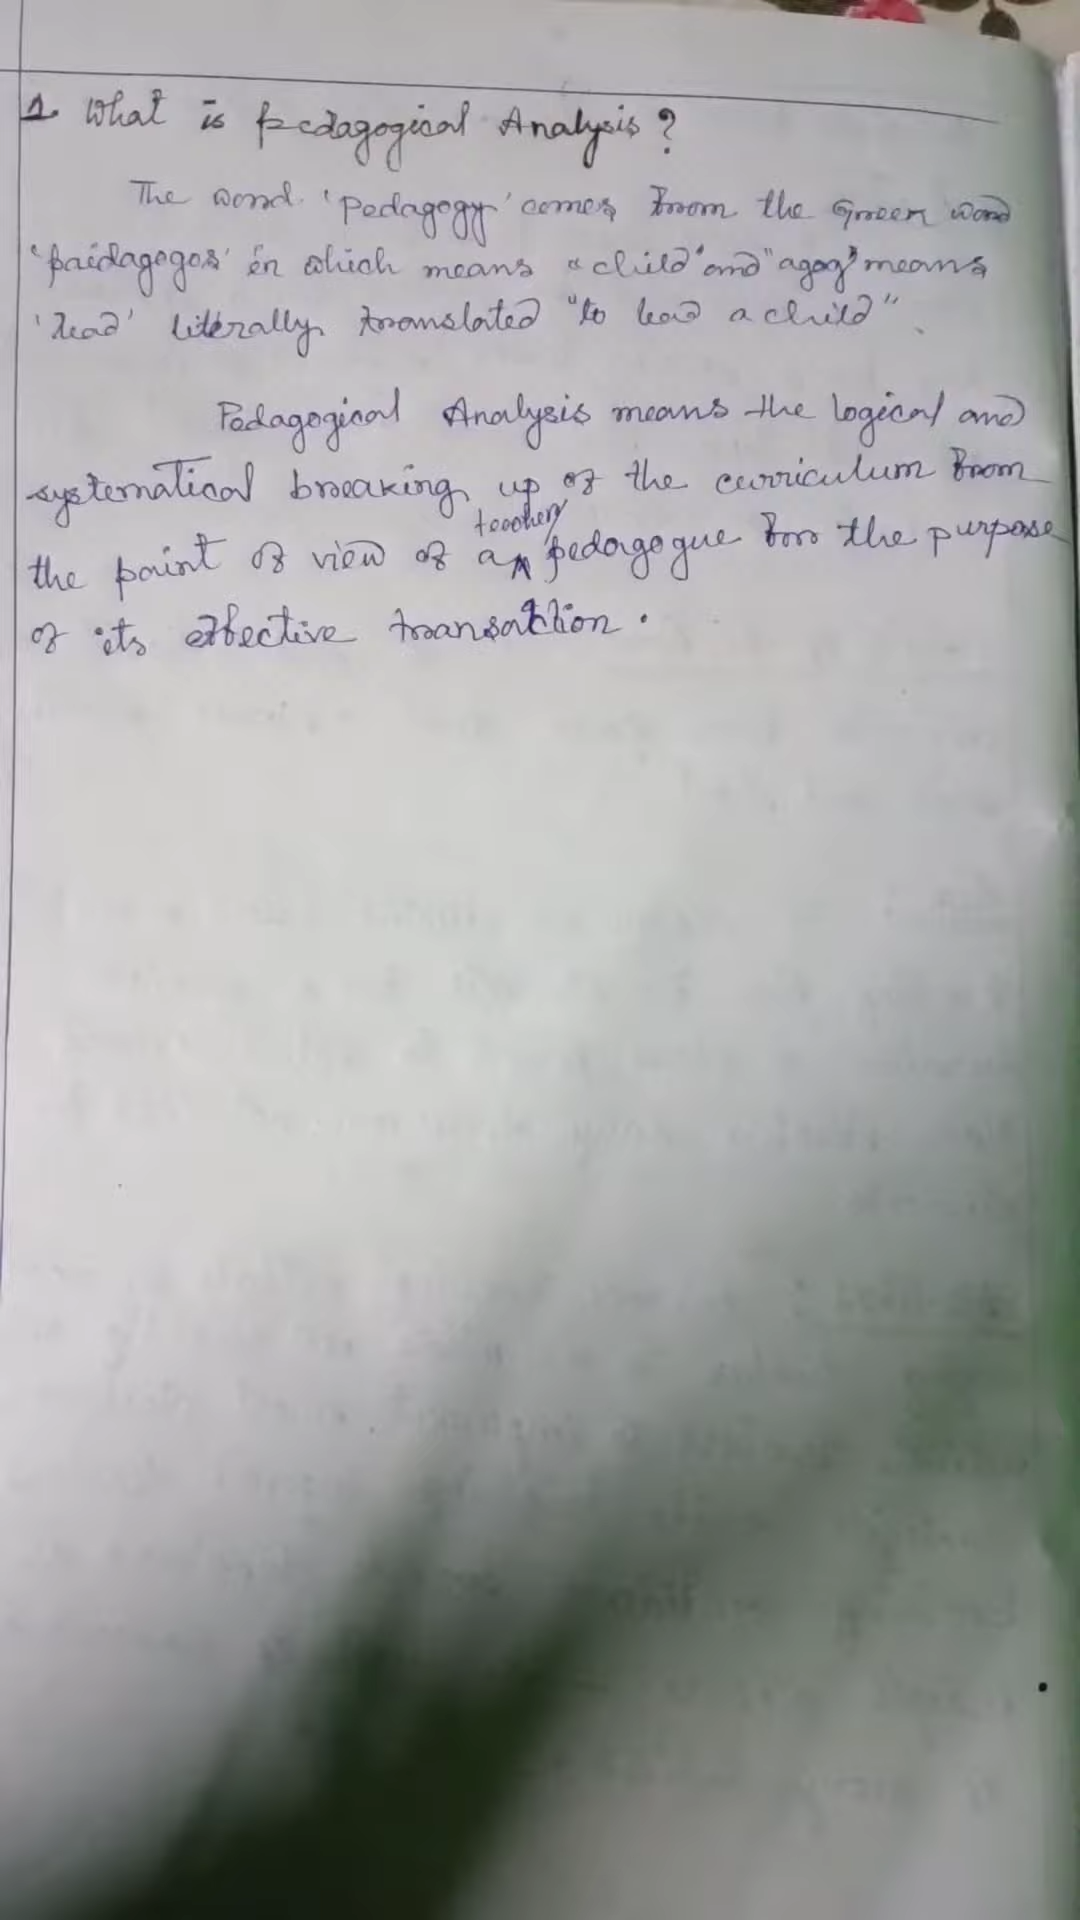 1. What is pedagogical Analysis?
The word 'pedagogy' comes from the Greek word
'paidagogos' in which means "child" and "agog" means
'lead' literally translated "to lead a child".
Pedagogical Analysis means the logical and
systematical breaking up of the curriculum from
the point of view of a teacher/pedagogue for the purpose
of its effective transaction.